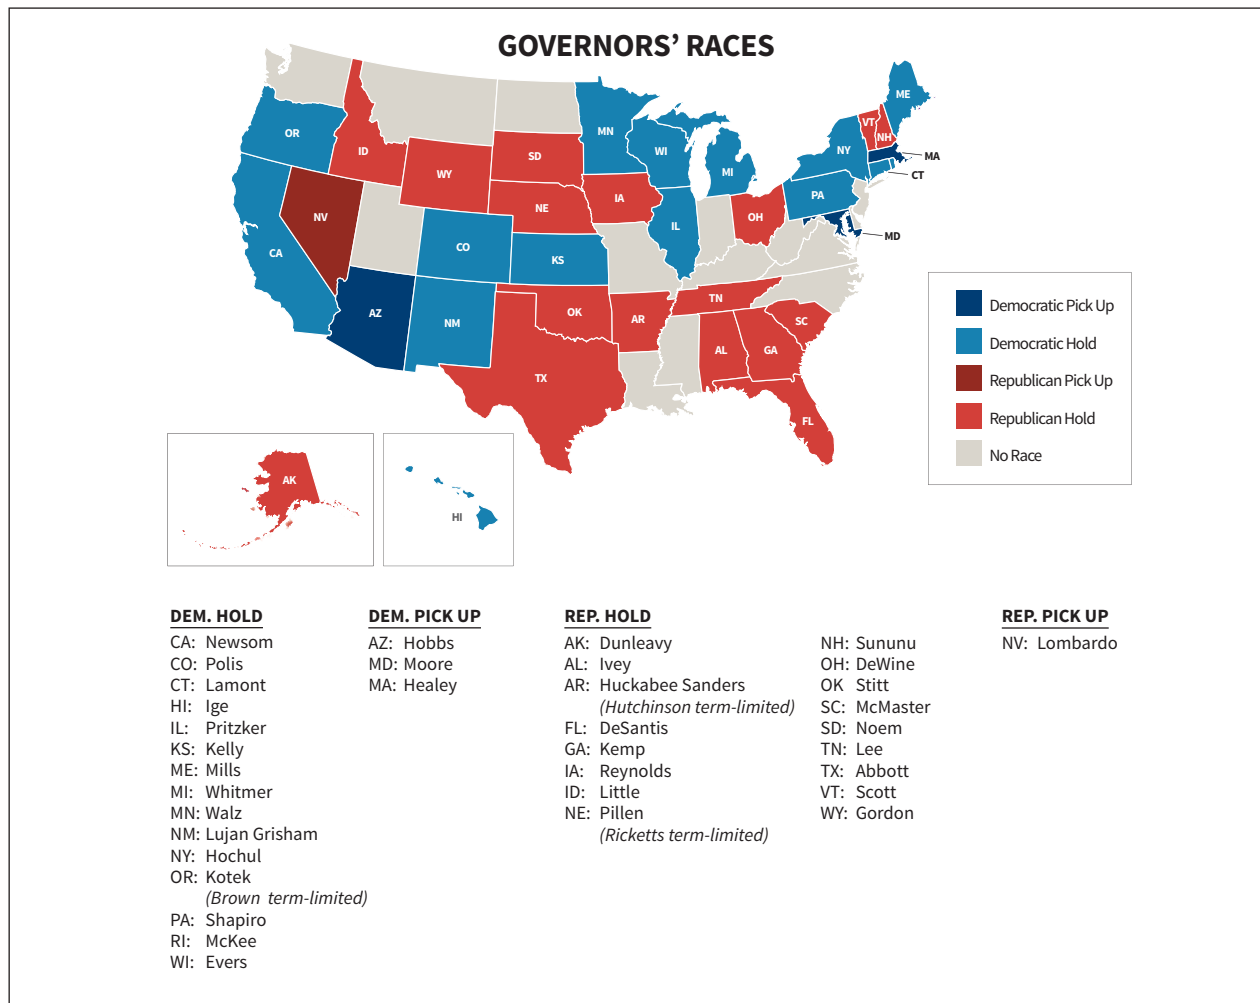 GOVERNORS’ RACES
OR
ID
WY
SD
MN
WI
MI
NY
VT
NH
ME
MA
CT
NV
NE
IA
IL
OH
PA
MD
CA
CO
KS
AZ
NM
OK
AR
TN
SC
TX
AL
GA
FL
AK
HI
Democratic Pick Up
Democratic Hold
Republican Pick Up
Republican Hold
No Race
DEM. HOLD
CA: Newsom
CO: Polis
CT: Lamont
HI: Ige
IL: Pritzker
KS: Kelly
ME: Mills
MI: Whitmer
MN: Walz
NM: Lujan Grisham
NY: Hochul
OR: Kotek
(Brown term-limited)
PA: Shapiro
RI: McKee
WI: Evers
DEM. PICK UP
AZ: Hobbs
MD: Moore
MA: Healey
REP. HOLD
AK: Dunleavy
AL: Ivey
AR: Huckabee Sanders
(Hutchinson term-limited)
FL: DeSantis
GA: Kemp
IA: Reynolds
ID: Little
NE: Pillen
(Ricketts term-limited)
NH: Sununu
OH: DeWine
OK Stitt
SC: McMaster
SD: Noem
TN: Lee
TX: Abbott
VT: Scott
WY: Gordon
REP. PICK UP
NV: Lombardo